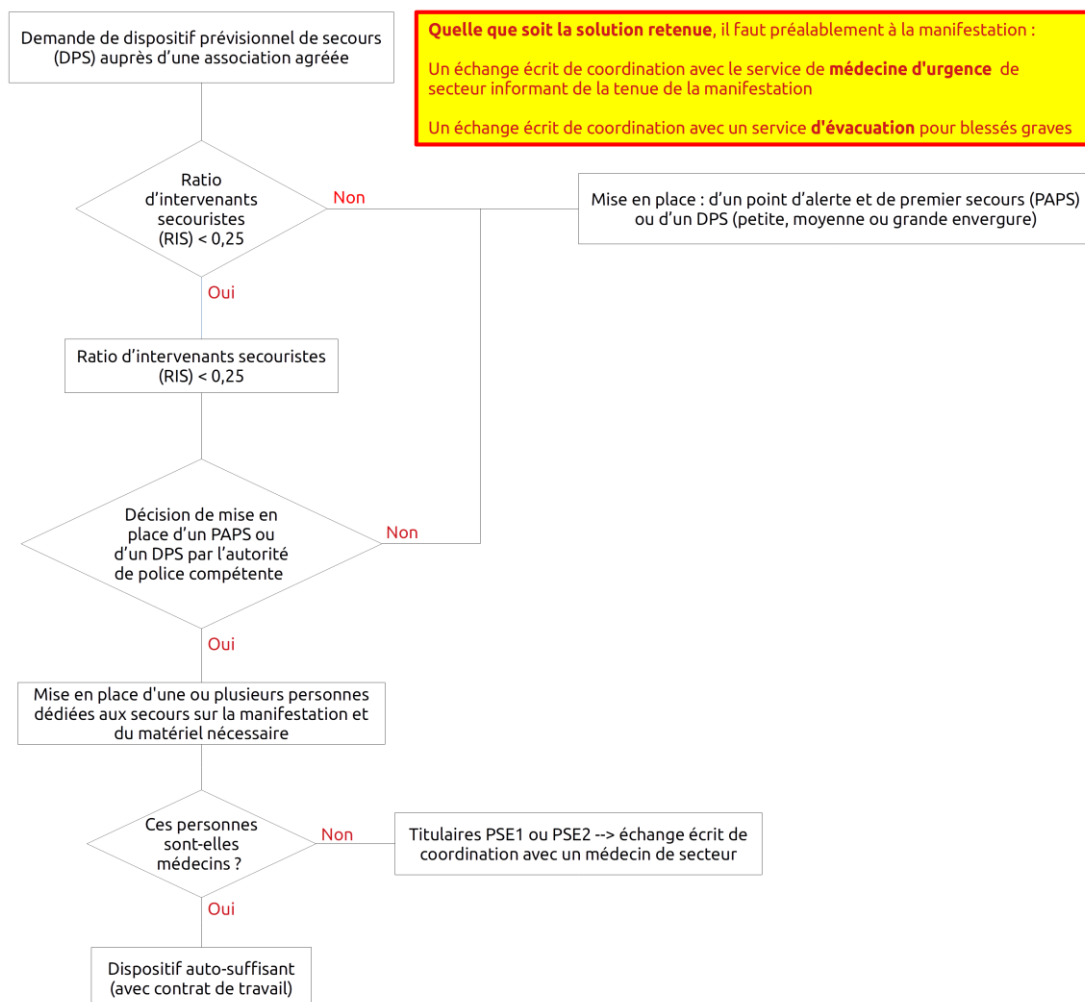 Demande de dispositif prévisionnel de secours
(DPS) auprès d’une association agréée
Quelle que soit la solution retenue, il faut préalablement à la manifestation :
Un échange écrit de coordination avec le service de médecine d'urgence de
secteur informant de la tenue de la manifestation
Un échange écrit de coordination avec un service d'évacuation pour blessés graves
Ratio
d’intervenants
secouristes
(RIS) < 0,25
Non
Mise en place : d’un point d’alerte et de premier secours (PAPS)
ou d’un DPS (petite, moyenne ou grande envergure)
Oui
Ratio d’intervenants secouristes
(RIS) < 0,25
Décision de mise en
place d’un PAPS ou
d’un DPS par l’autorité
de police compétente
Non
Oui
Mise en place d'une ou plusieurs personnes
dédiées aux secours sur la manifestation et
du matériel nécessaire
Ces personnes
sont-elles
médecins ?
Non
Titulaires PSE1 ou PSE2 --> échange écrit de
coordination avec un médecin de secteur
Oui
Dispositif auto-suffisant
(avec contrat de travail)